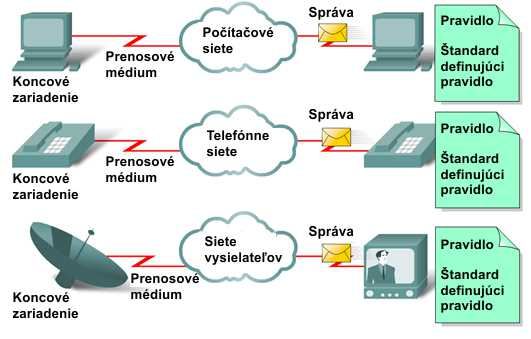 Počítačové
siete
Správa
Prenosové
médium
Koncové
zariadenie
Pravidlo
Štandard
definujúci
pravidlo
Telefónne
siete
Správa
Prenosové
médium
Koncové
zariadenie
Pravidlo
Štandard
definujúci
pravidlo
Siete
vysielateľov
Správa
Prenosové
médium
Koncové
zariadenie
Pravidlo
Štandard
definujúci
pravidlo